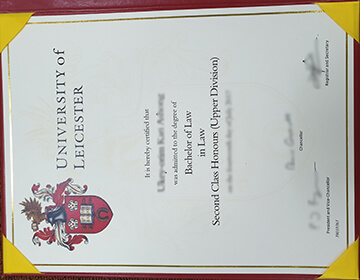 UNIVERSITY of
LEICESTER
It is hereby certified that
was admitted to the degree of
Bachelor of Law
in Law
Second Class Honours (Upper Division)
President and Vice-Chancellor
Chancellor
Registrar and Secretary